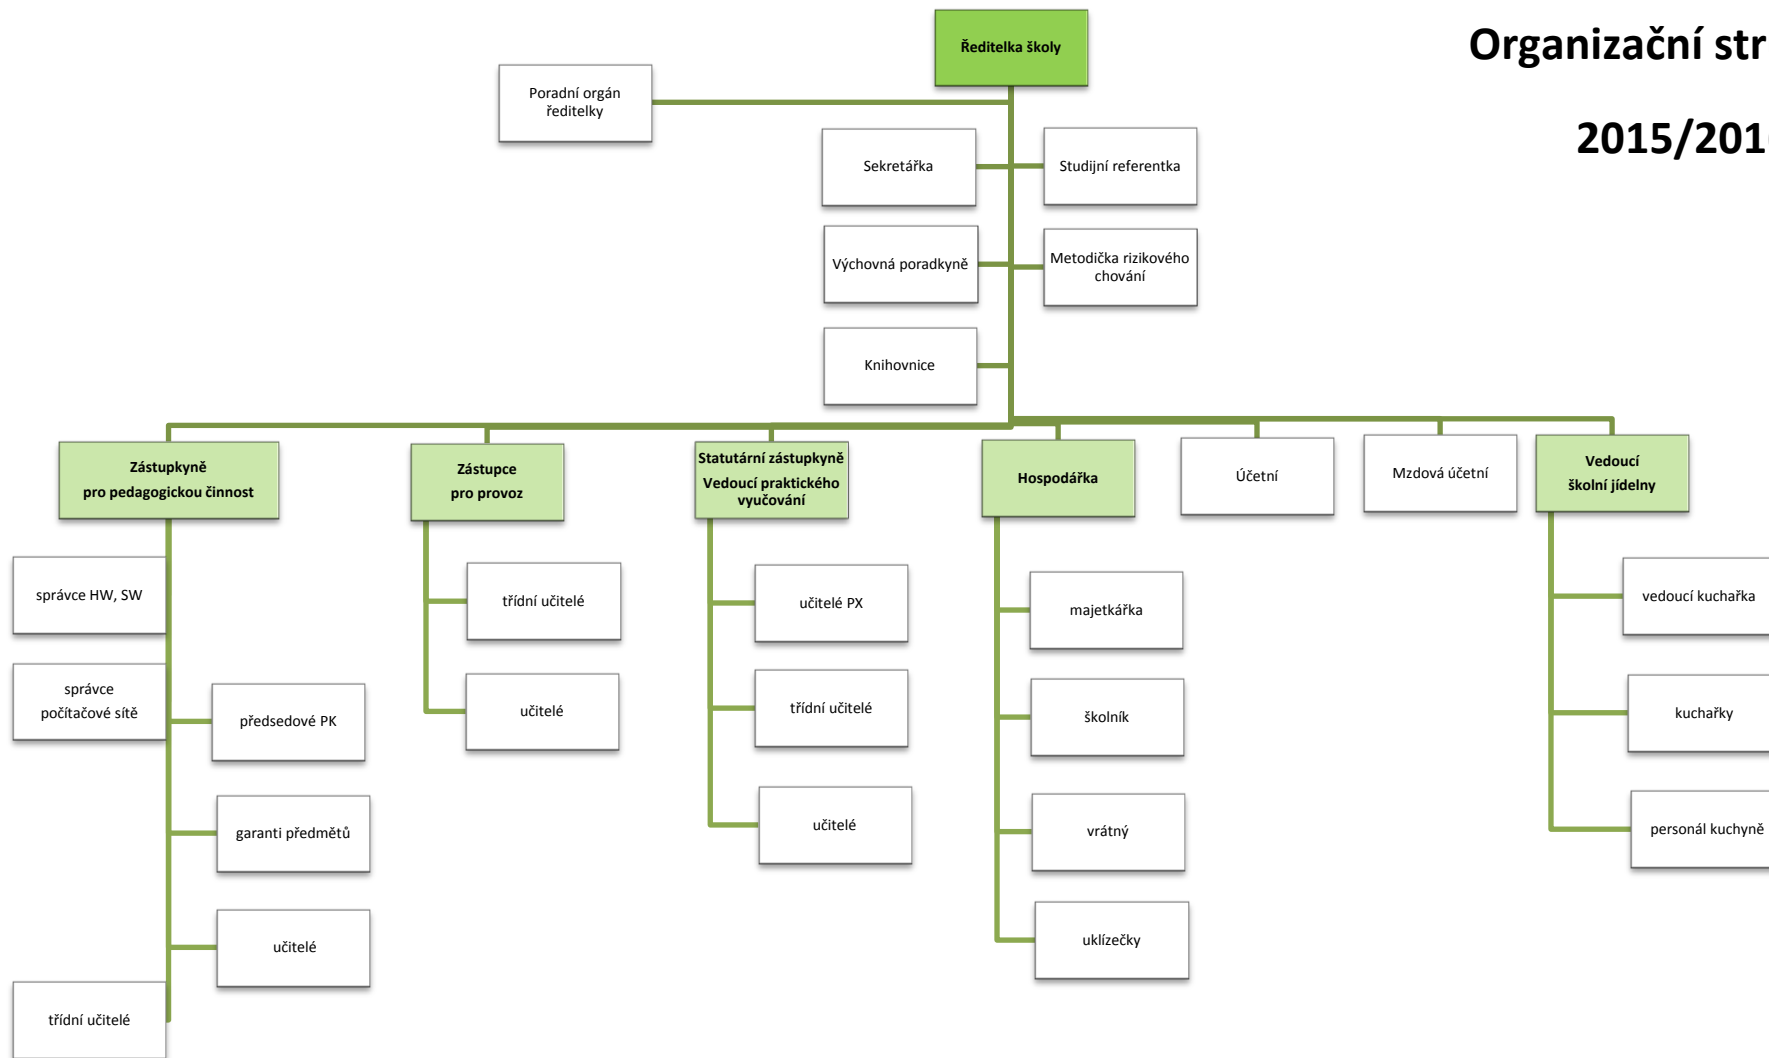 Ředitelka školy
Organizační str
2015/201
Poradní orgán
ředitelky
Sekretářka
Studijní referentka
Výchovná poradkyně
Metodička rizikového
chování
Knihovnice
Zástupkyně
pro pedagogickou činnost
Zástupce
pro provoz
Statutární zástupkyně
Vedoucí praktického
vyučování
Hospodářka
Účetní
Mzdová účetní
Vedoucí
školní jídelny
správce HW, SW
třídní učitelé
učitelé PX
majetkářka
vedoucí kuchařka
správce
počítačové sítě
předsedové PK
učitelé
třídní učitelé
školník
kuchařky
garanti předmětů
učitelé
vrátný
personál kuchyně
učitelé
uklízečky
třídní učitelé